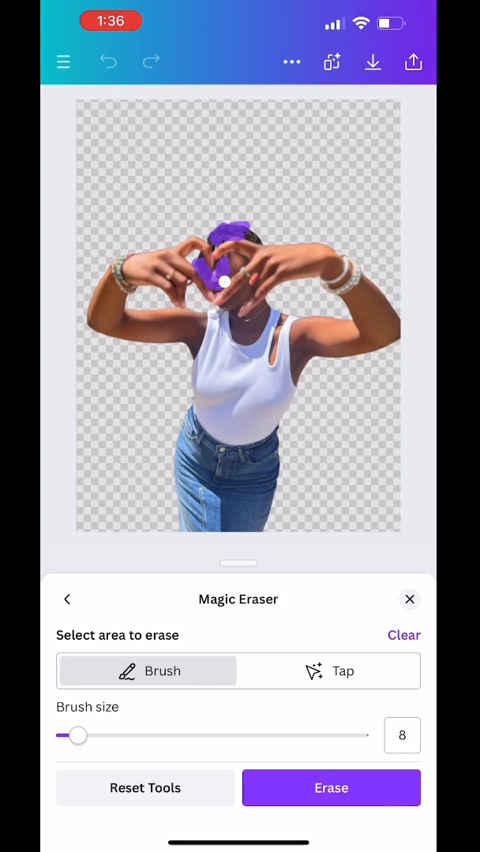 1:36
Magic Eraser
Select area to erase
Clear
Brush
Tap
Brush size
8
Reset Tools
Erase